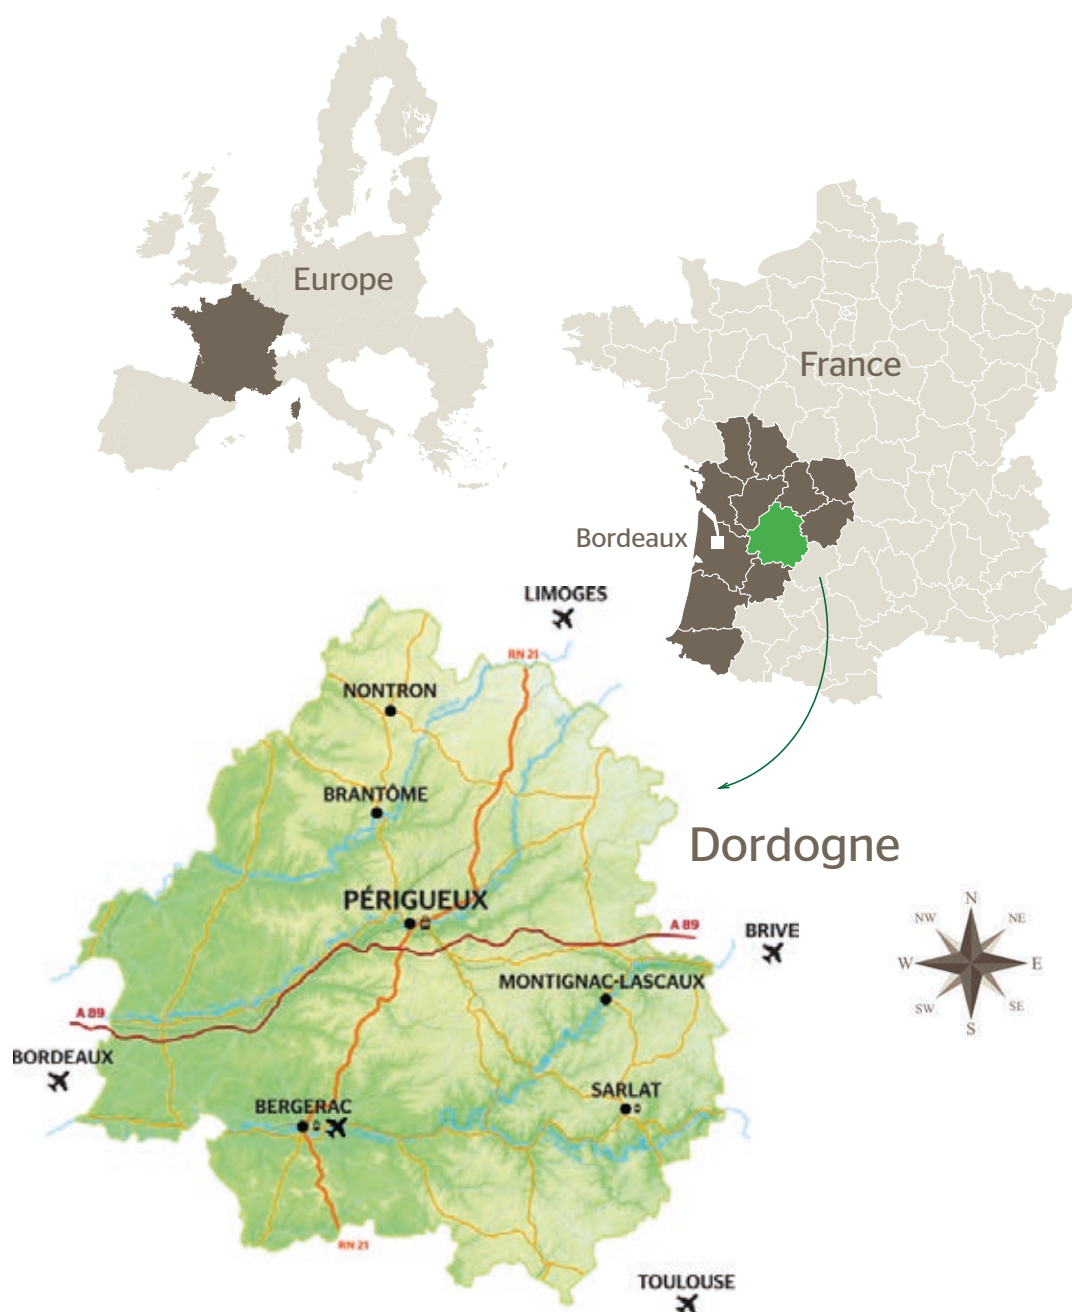 Europe
France
Bordeaux
LIMOGES
RN 21
NONTRON
BRANTÔME
Dordogne
PÉRIGUEUX
A 89
BRIVE
MONTIGNAC-LASCAUX
N
NW
NE
W
E
SW
SE
S
A 89
BORDEAUX
SARLAT
BERGERAC
RN 21
TOULOUSE